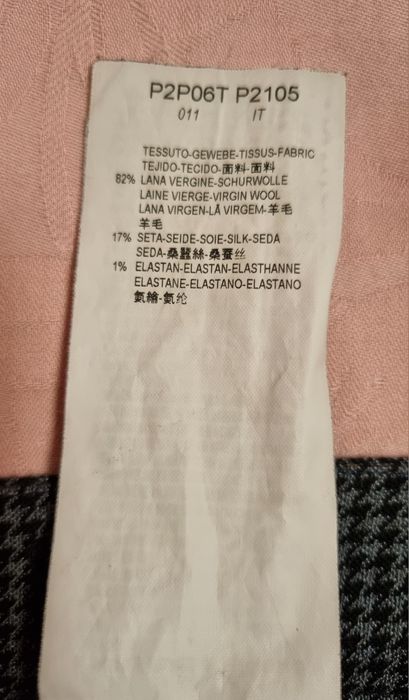 P2P06T P2105
011 IT
TESSUTO-GEWEBE-TISSUS-FABRIC
TEJIDO-TECIDO-面料-面料
82% LANA VERGINE-SCHURWOLLE
LAINE VIERGE-VIRGIN WOOL
LANA VIRGEN-LÃ VIRGEM-羊毛
羊毛
17% SETA-SEIDE-SOIE-SILK-SEDA
SEDA-桑蠶絲-桑蚕丝
1% ELASTAN-ELASTAN-ELASTHANNE
ELASTANE-ELASTANO-ELASTANO
氨綸-氨纶